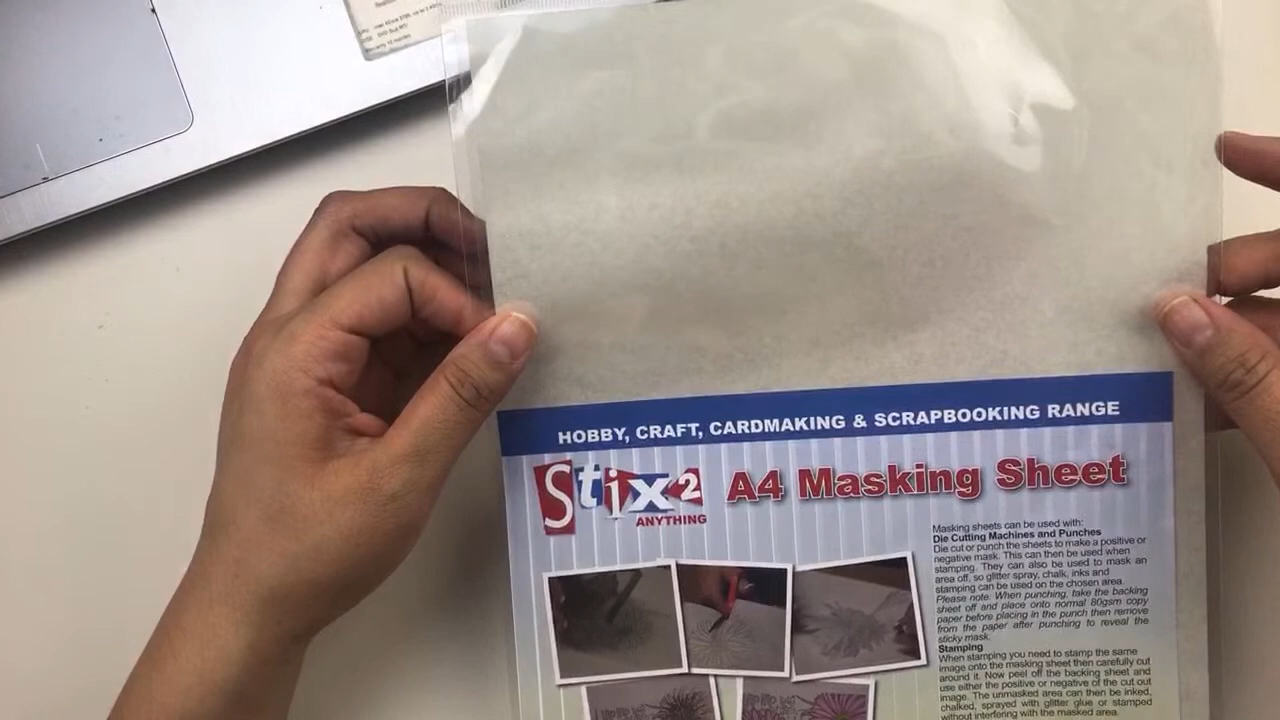 Warranty 12 months
HOBBY, CRAFT, CARDMAKING & SCRAPBOOKING RANGE
Stix2
ANYTHING
A4 Masking Sheet
Masking sheets can be used with:
Die Cutting Machines and Punches
Die cut or punch the sheets to make a positive or
negative mask. This can then be used when
stamping. They can also be used to mask an
area off, so glitter spray, chalk, inks and
stamping can be used on the chosen area.
Please note: When punching, take the backing
sheet off and place onto normal 80gsm copy
paper before placing in the punch then remove
from the paper after punching to reveal the
sticky mask.
Stamping
When stamping you need to stamp the same
image onto the masking sheet then carefully cut
around it. Now peel off the backing sheet and
use either the positive or negative of the cut out
image. The unmasked area can then be inked,
chalked, sprayed with glitter glue or stamped
without interfering with the masked area.